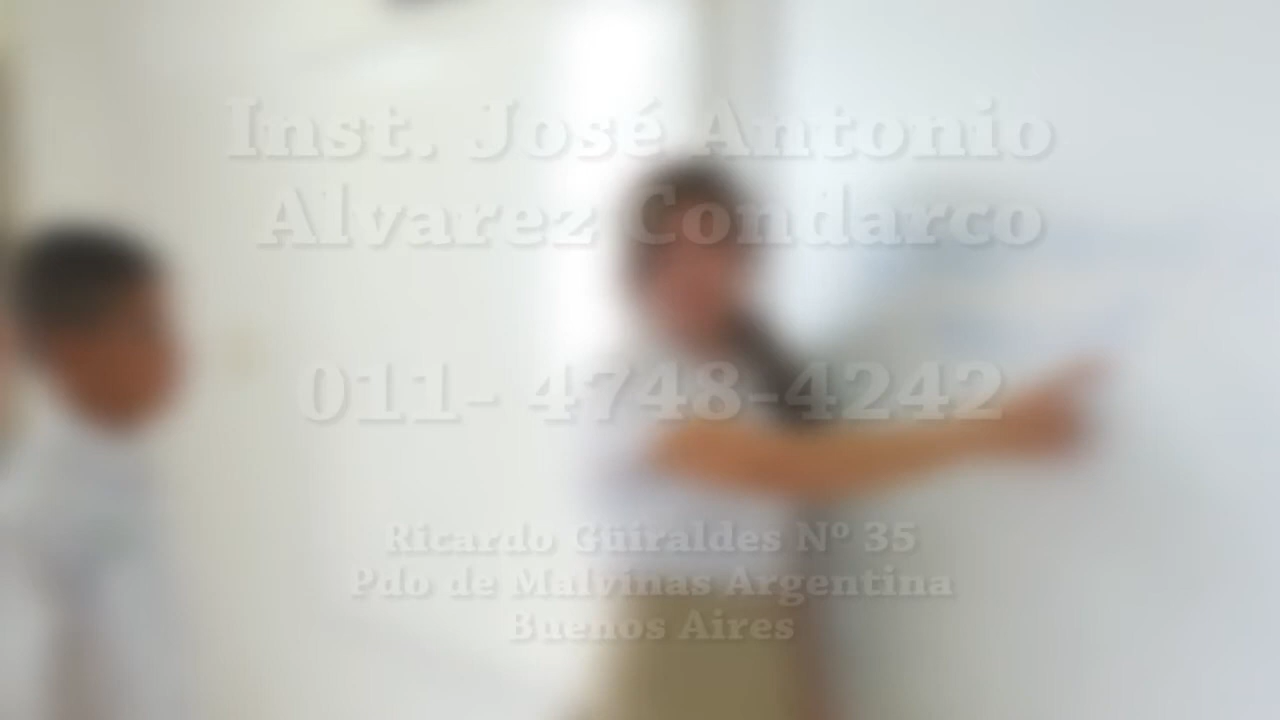 Inst. José Antonio
Alvarez Condarco
011- 4748-4242
Ricardo Güiraldes Nº 35
Pdo de Malvinas Argentina
Buenos Aires